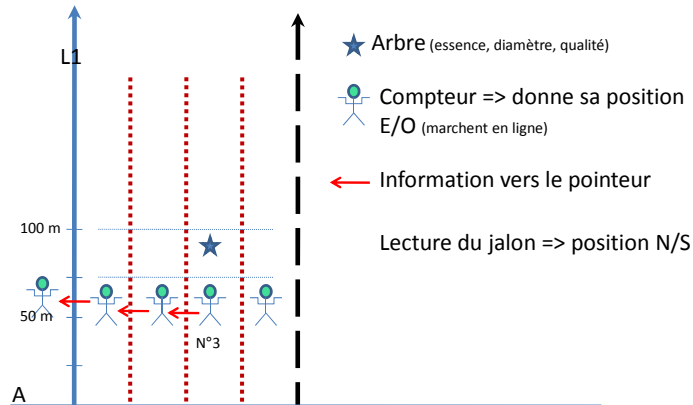 L1
100 m
50 m
N°3
A
Arbre (essence, diamètre, qualité)
Compteur => donne sa position
E/O (marchent en ligne)
Information vers le pointeur
Lecture du jalon => position N/S